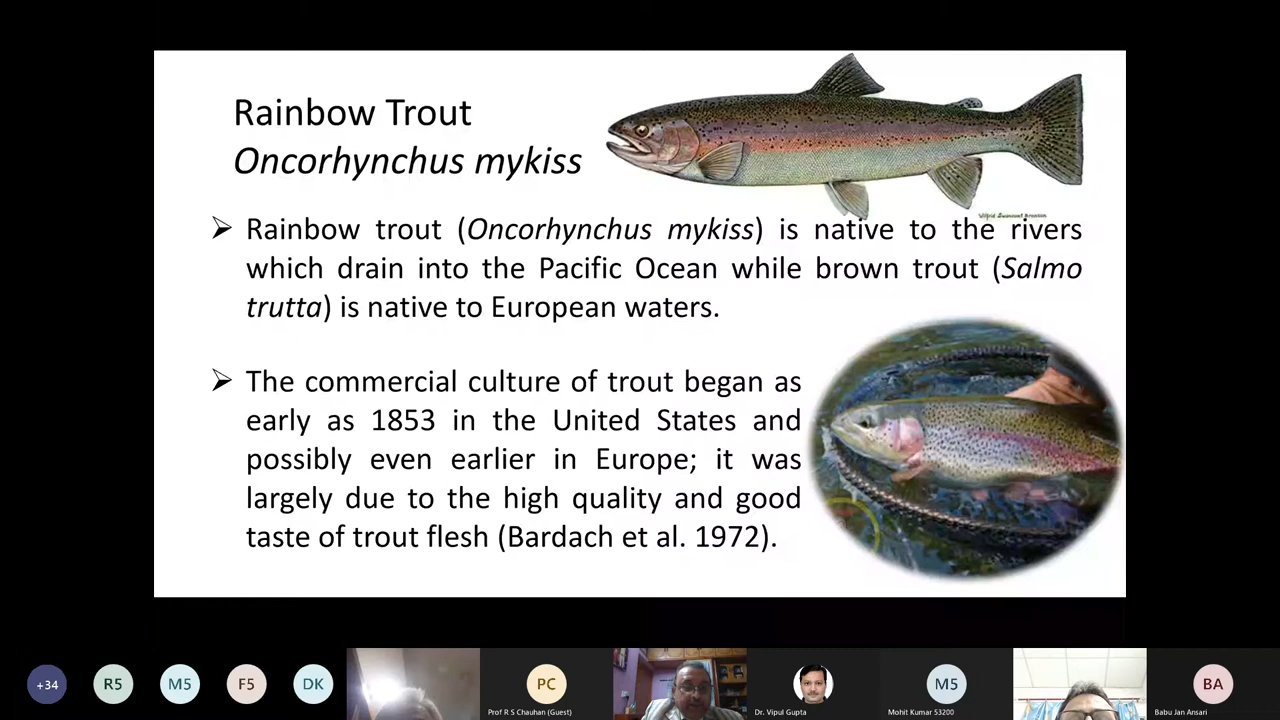 Rainbow Trout
Oncorhynchus mykiss
➢ Rainbow trout (Oncorhynchus mykiss) is native to the rivers
which drain into the Pacific Ocean while brown trout (Salmo
trutta) is native to European waters.
➢ The commercial culture of trout began as
early as 1853 in the United States and
possibly even earlier in Europe; it was
largely due to the high quality and good
taste of trout flesh (Bardach et al. 1972).
+34
R5
M5
F5
DK
PC
Prof R S Chauhan (Guest)
Dr. Vipul Gupta
M5
Mohit Kumar 53200
BA
Babu Jan Ansari